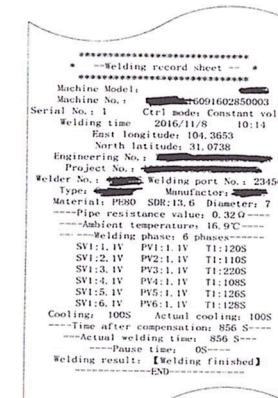 ************************
* --Welding record sheet -- *
************************
Machine Model:
Machine No.: 6091602850003
Serial No.: 1 Ctrl mode: Constant vol
Welding time 2016/11/8 10:14
East longitude: 104.3653
North latitude: 31.0738
Engineering No.:
Project No.:
Welder No.: Welding port No.: 23456
Type: Manufactor:
Material: PE80 SDR:13.6 Diameter: 7
----Pipe resistance value: 0.32Ω----
----Ambient temperature: 16.9℃----
-- ---Welding phase: 6 phases------
SV1:1.1V PV1:1.1V T1:120S
SV1:2.1V PV2:1.1V T1:110S
SV1:3.1V PV3:1.1V T1:220S
SV1:4.1V PV4:1.1V T1:108S
SV1:5.1V PV5:1.1V T1:126S
SV1:6.1V PV6:1.1V T1:128S
Cooling: 100S Actual cooling: 100S
----Time after compensation: 856 S----
----Actual welding time: 856 S----
----Pause time: 0S----
Welding result: 【Welding finished】
-----------END-----------